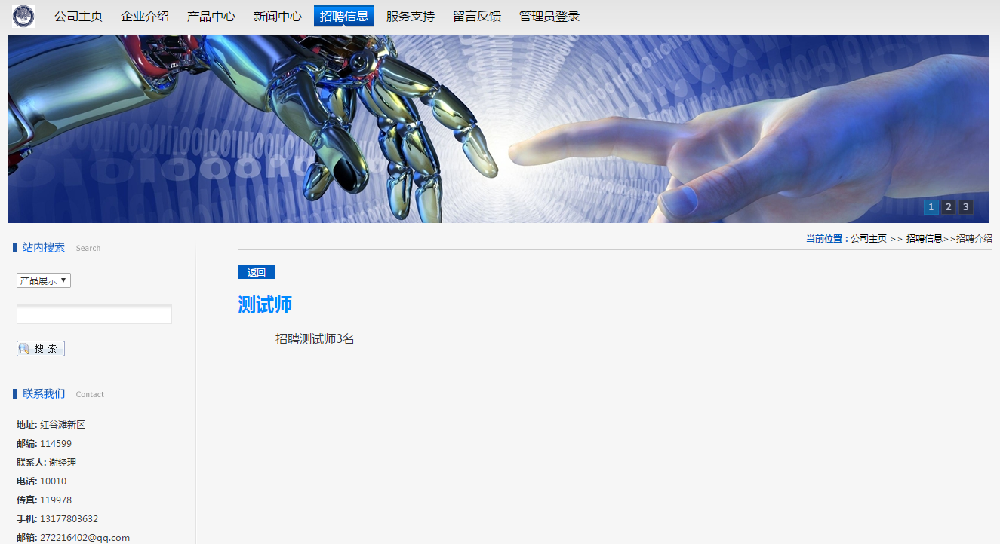 公司主页 企业介绍 产品中心 新闻中心 招聘信息 服务支持 留言反馈 管理员登录
1 2 3
当前位置 : 公司主页 >> 招聘信息>>招聘介绍
站内搜索 Search
产品展示
搜 索
联系我们 Contact
地址: 红谷滩新区
邮编: 114599
联系人: 谢经理
电话: 10010
传真: 119978
手机: 13177803632
邮箱: 272216402@qq.com
返回
测试师
招聘测试师3名